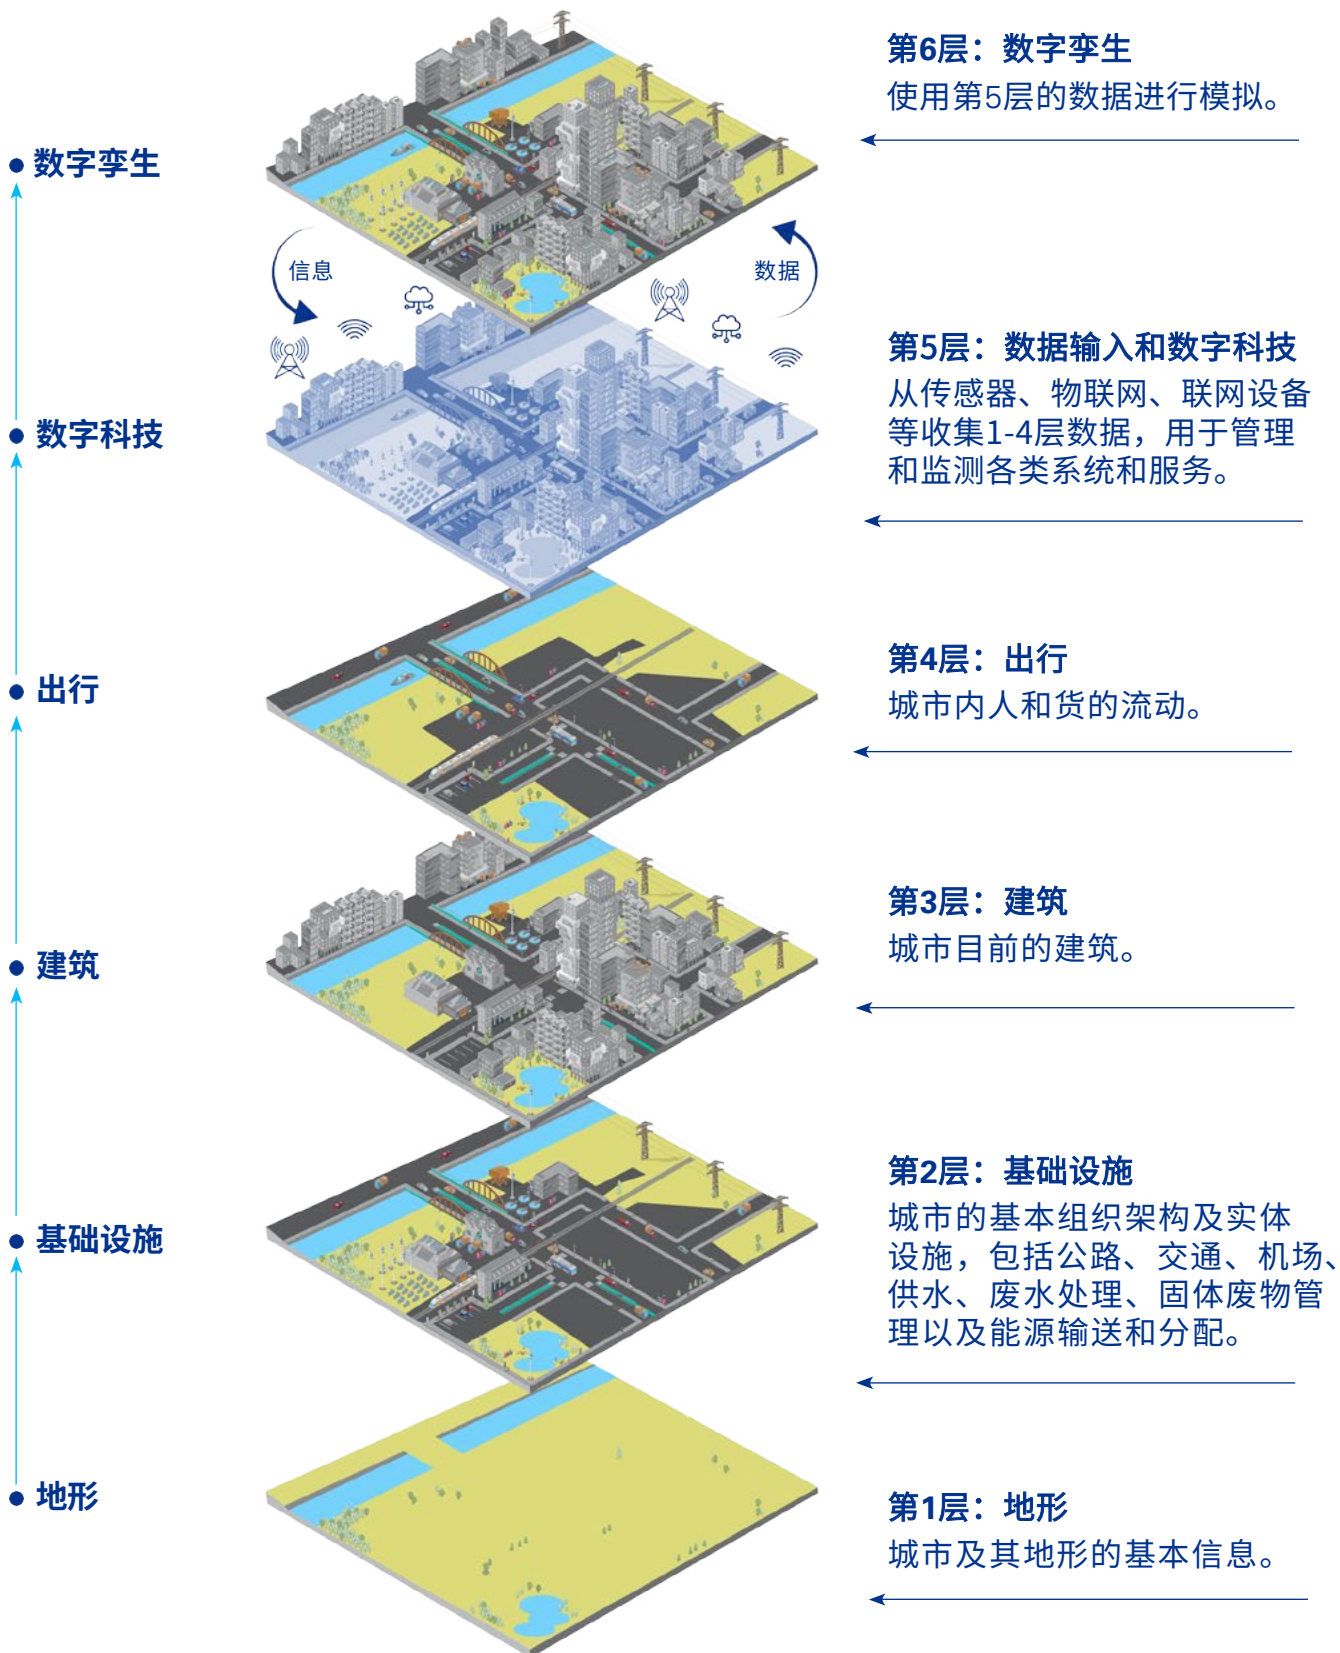 第6层：数字孪生
使用第5层的数据进行模拟。
数字孪生
信息
数据
第5层：数据输入和数字科技
从传感器、物联网、联网设备
等收集1-4层数据，用于管理
和监测各类系统和服务。
数字科技
第4层：出行
城市内人和货的流动。
出行
第3层：建筑
城市目前的建筑。
建筑
第2层：基础设施
城市的基本组织架构及实体
设施，包括公路、交通、机场、
供水、废水处理、固体废物管
理以及能源输送和分配。
基础设施
第1层：地形
城市及其地形的基本信息。
地形